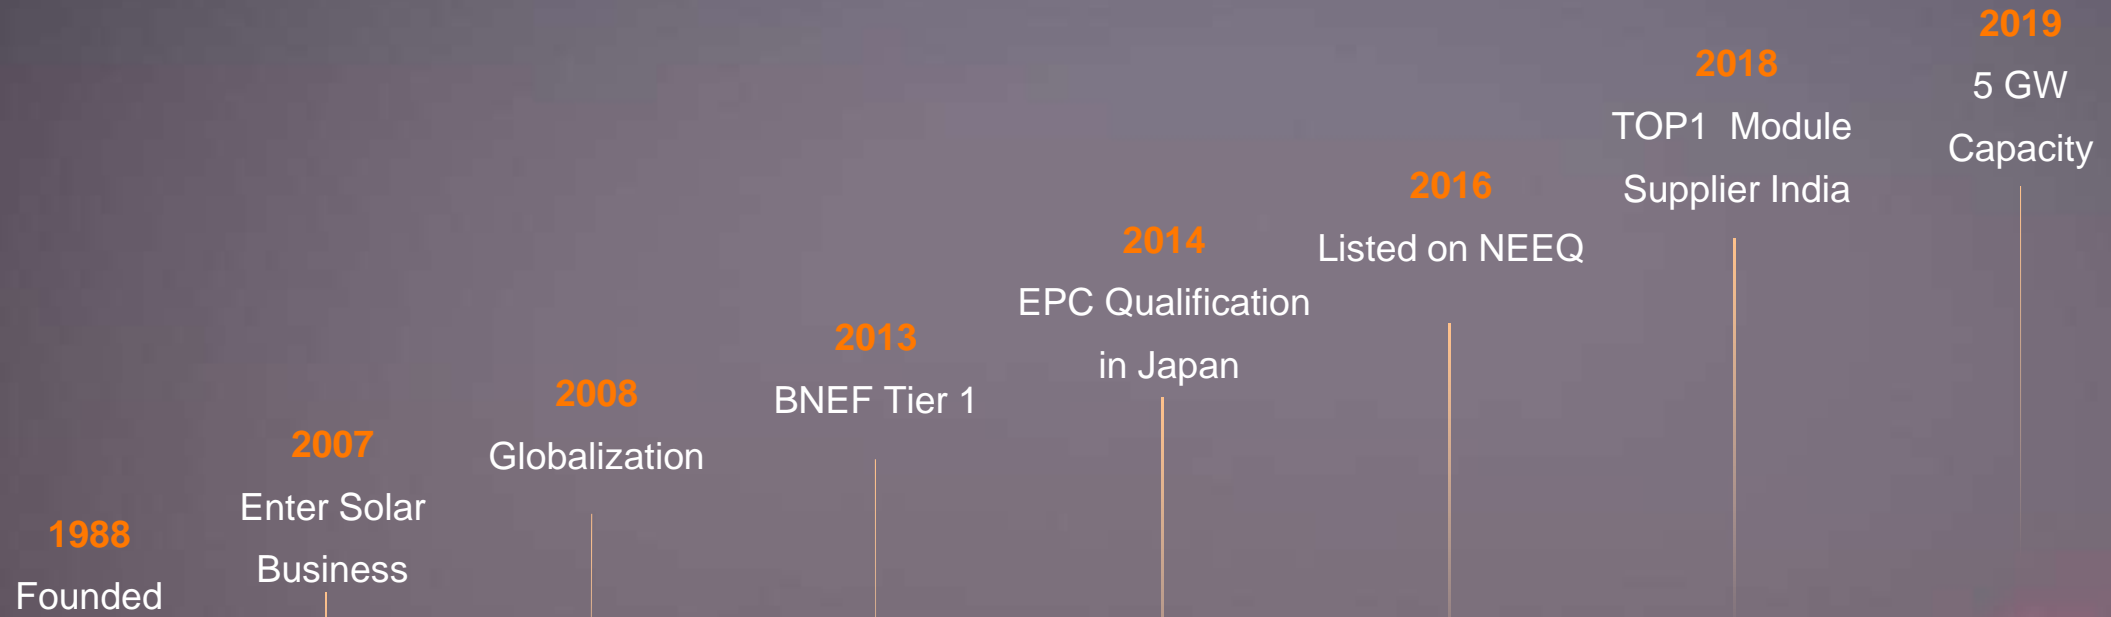 1988
Founded
2007
Enter Solar
Business
2008
Globalization
2013
BNEF Tier 1
2014
EPC Qualification
in Japan
2016
Listed on NEEQ
2018
TOP1 Module
Supplier India
2019
5 GW
Capacity